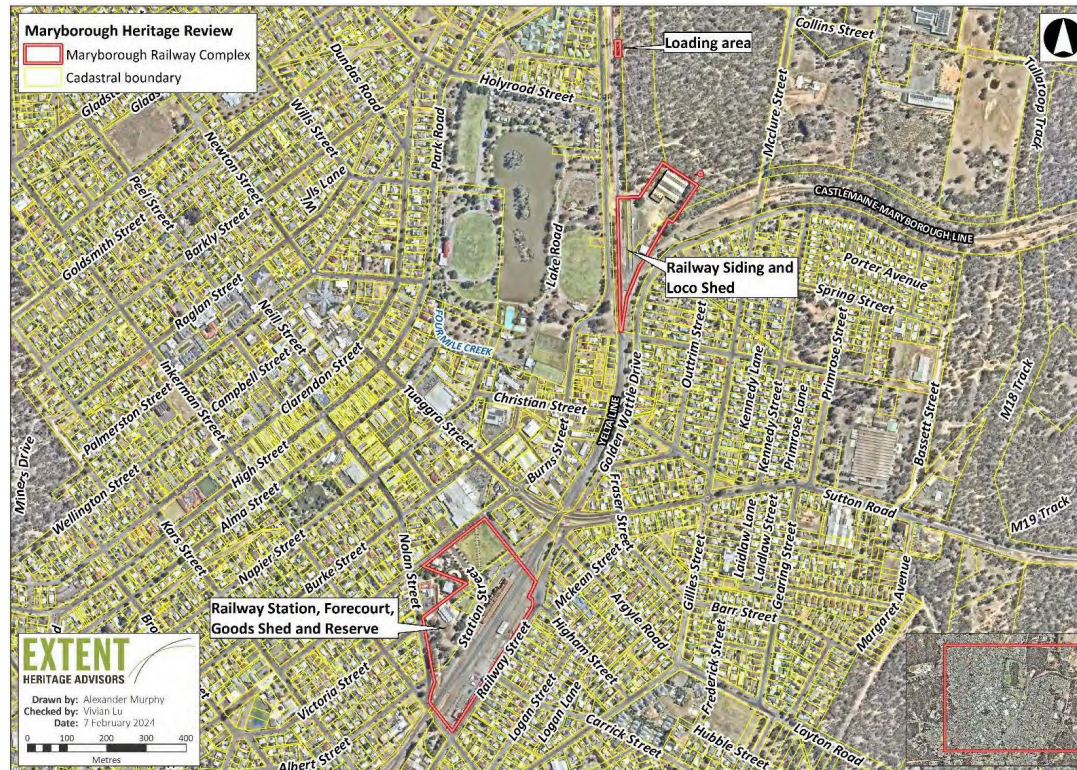 Maryborough Heritage Review
Maryborough Railway Complex
Cadastral boundary
Loading area
Collins Street
Tullaroop Track
Dundas Road
Holyrood Street
Mcclure Street
Wills Street
Park Road
Newton Street
Peel Street
Goldsmith Street
Barkly Street
CASTLEMAINE-MARYBOROUGH LINE
Lake Road
Railway Siding and
Loco Shed
Porter Avenue
Spring Street
Raglan Street
Neill Street
FOUR MILE CREEK
Outtrim Street
Kennedy Lane
Primrose Street
Inkerman Street
Campbell Street
Clarendon Street
Tuaggra Street
Christian Street
YELTA LINE
Golden Wattle Drive
Kennedy Street
Primrose Lane
M18 Track
Bassett Street
Palmerston Street
Miners Drive
Wellington Street
High Street
Burns Street
Fraser Street
Sutton Road
M19 Track
Alma Street
Kars Street
Napier Street
Burke Street
Nolan Street
Station Street
Mckean Street
Argyle Road
Gillies Street
Laidlaw Lane
Laidlaw Street
Gearing Street
Barr Street
Margaret Avenue
Railway Station, Forecourt,
Goods Shed and Reserve
Railway Street
Higham Street
Frederick Street
Victoria Street
Logan Street
Logan Lane
Carrick Street
Hubble Street
Layton Road
Albert Street
EXTENT
HERITAGE ADVISORS
Drawn by: Alexander Murphy
Checked by: Vivian Lu
Date: 7 February 2024
0 100 200 300 400
Metres